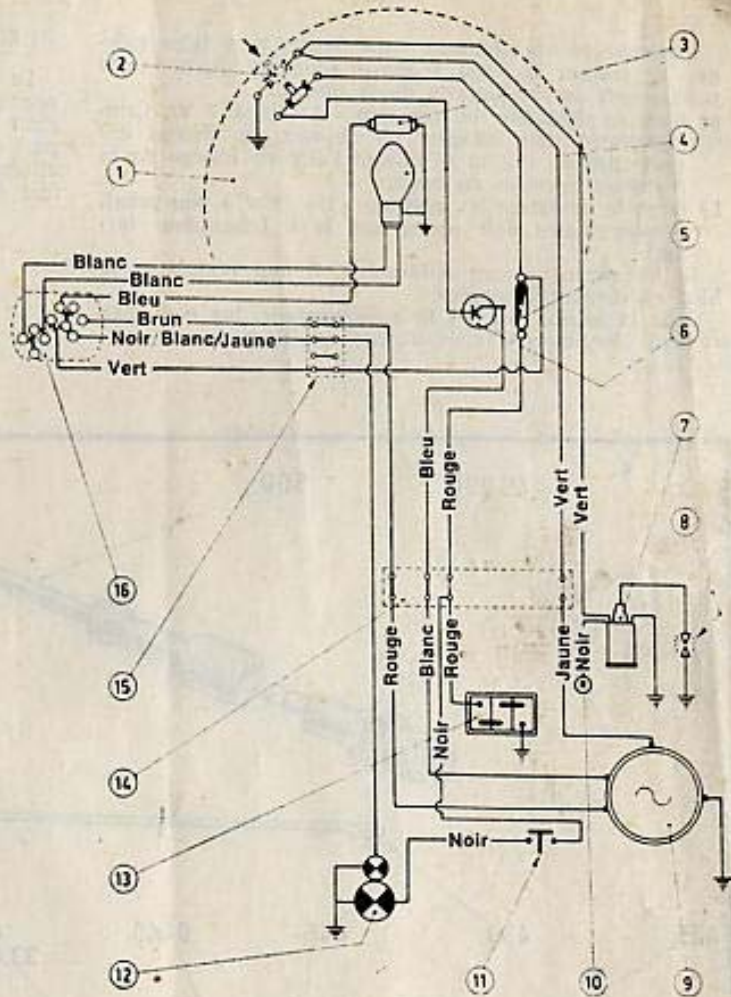 2
3
1
4
5
6
Blanc
Blanc
Bleu
Brun
Noir/Blanc/Jaune
Vert
Bleu
Rouge
Vert
Vert
7
8
16
15
14
13
Rouge
Blanc
Rouge
Noir
Jaune
Noir
Noir
12
11
10
9